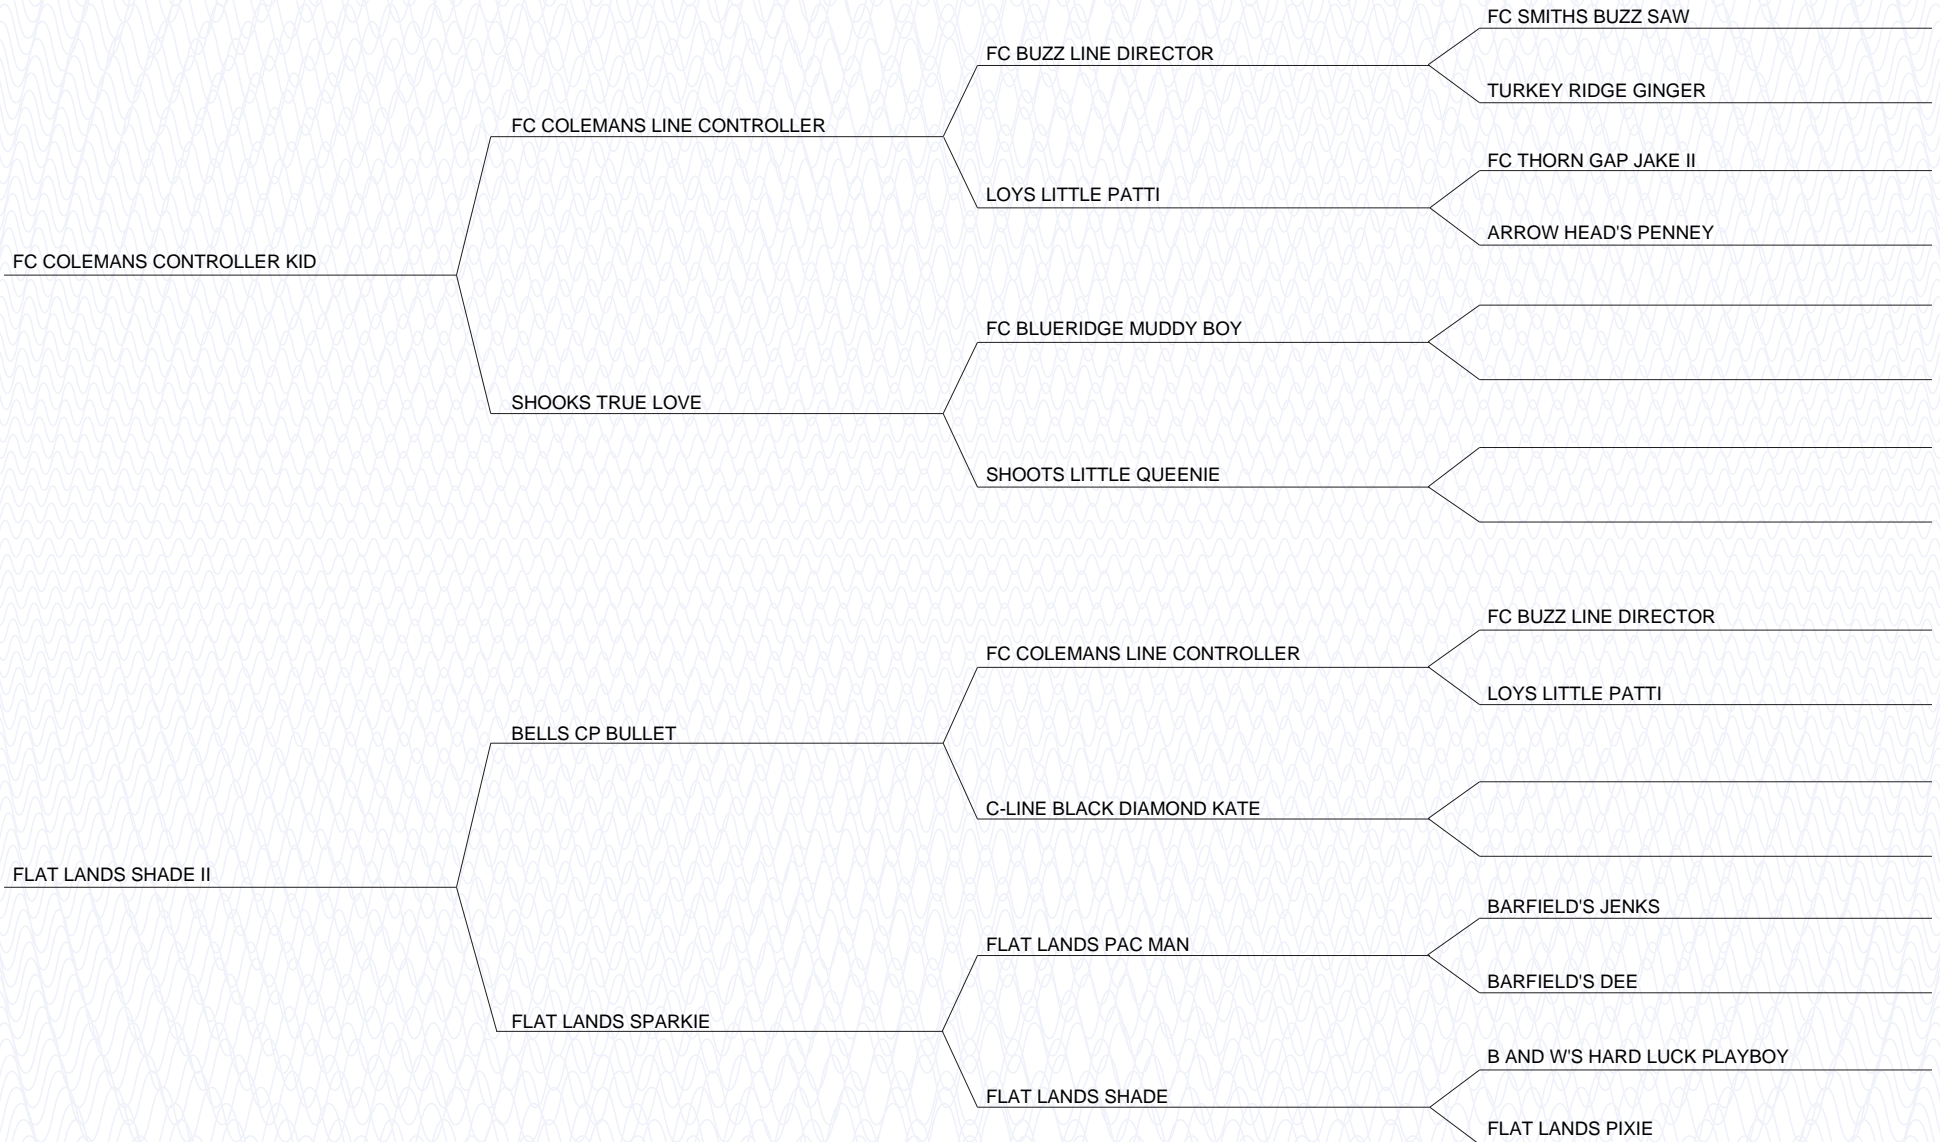 FC SMITHS BUZZ SAW
FC BUZZ LINE DIRECTOR
TURKEY RIDGE GINGER
FC COLEMANS LINE CONTROLLER
FC THORN GAP JAKE II
LOYS LITTLE PATTI
ARROW HEAD'S PENNEY
FC COLEMANS CONTROLLER KID
FC BLUERIDGE MUDDY BOY
SHOOKS TRUE LOVE
SHOOTS LITTLE QUEENIE
FC BUZZ LINE DIRECTOR
FC COLEMANS LINE CONTROLLER
LOYS LITTLE PATTI
BELLS CP BULLET
C-LINE BLACK DIAMOND KATE
FLAT LANDS SHADE II
BARFIELD'S JENKS
FLAT LANDS PAC MAN
BARFIELD'S DEE
FLAT LANDS SPARKIE
B AND W'S HARD LUCK PLAYBOY
FLAT LANDS SHADE
FLAT LANDS PIXIE